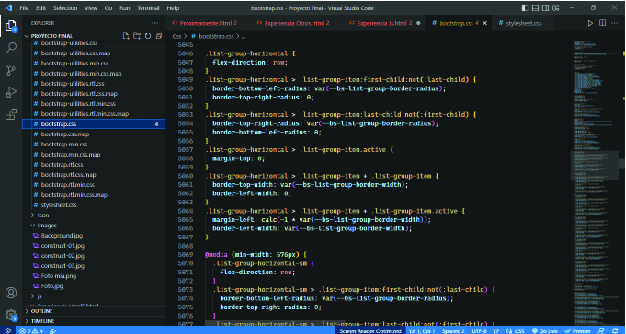 File Edit Selection View Go Run Terminal Help
bootstrap.css - Proyecto final - Visual Studio Code
EXPLORER
Proximamente.html 2
Experiencia Otros.html 2
Experiencia Js.html 2
bootstrap.css 4
stylesheet.css
PROYECTO FINAL
Css > # bootstrap.css > ...
bootstrap-utilities.css
bootstrap-utilities.css.map
bootstrap-utilities.min.css
bootstrap-utilities.min.css.map
bootstrap-utilities.rtl.css
bootstrap-utilities.rtl.css.map
bootstrap-utilities.rtl.min.css
bootstrap-utilities.rtl.min.css.map
bootstrap.css 4
bootstrap.css.map
bootstrap.min.css
bootstrap.min.css.map
bootstrap.rtl.css
bootstrap.rtl.css.map
bootstrap.rtl.min.css
bootstrap.rtl.min.css.map
stylesheet.css
Icon
Images
Background.jpg
construct-01.jpg
construct-02.jpg
construct-03.jpg
Foto mia.png
Foto.jpg
js
OUTLINE
TIMELINE
5045
5046 .list-group-horizontal {
5047 flex-direction: row;
5048 }
5049 .list-group-horizontal > .list-group-item:first-child:not(:last-child) {
5050 border-bottom-left-radius: var(--bs-list-group-border-radius);
5051 border-top-right-radius: 0;
5052 }
5053 .list-group-horizontal > .list-group-item:last-child:not(:first-child) {
5054 border-top-right-radius: var(--bs-list-group-border-radius);
5055 border-bottom-left-radius: 0;
5056 }
5057 .list-group-horizontal > .list-group-item.active {
5058 margin-top: 0;
5059 }
5060 .list-group-horizontal > .list-group-item + .list-group-item {
5061 border-top-width: var(--bs-list-group-border-width);
5062 border-left-width: 0;
5063 }
5064 .list-group-horizontal > .list-group-item + .list-group-item.active {
5065 margin-left: calc(-1 * var(--bs-list-group-border-width));
5066 border-left-width: var(--bs-list-group-border-width);
5067 }
5068
5069 @media (min-width: 576px) {
5070 .list-group-horizontal-sm {
5071 flex-direction: row;
5072 }
5073 .list-group-horizontal-sm > .list-group-item:first-child:not(:last-child) {
5074 border-bottom-left-radius: var(--bs-list-group-border-radius);
5075 border-top-right-radius: 0;
5076 }
5077 .list-group-horizontal-sm > .list-group-item:last-child:not(:first-child) {
Screen Reader Optimized Ln 1, Col 1 Spaces: 2 UTF-8 LF CSS Go Live Prettier